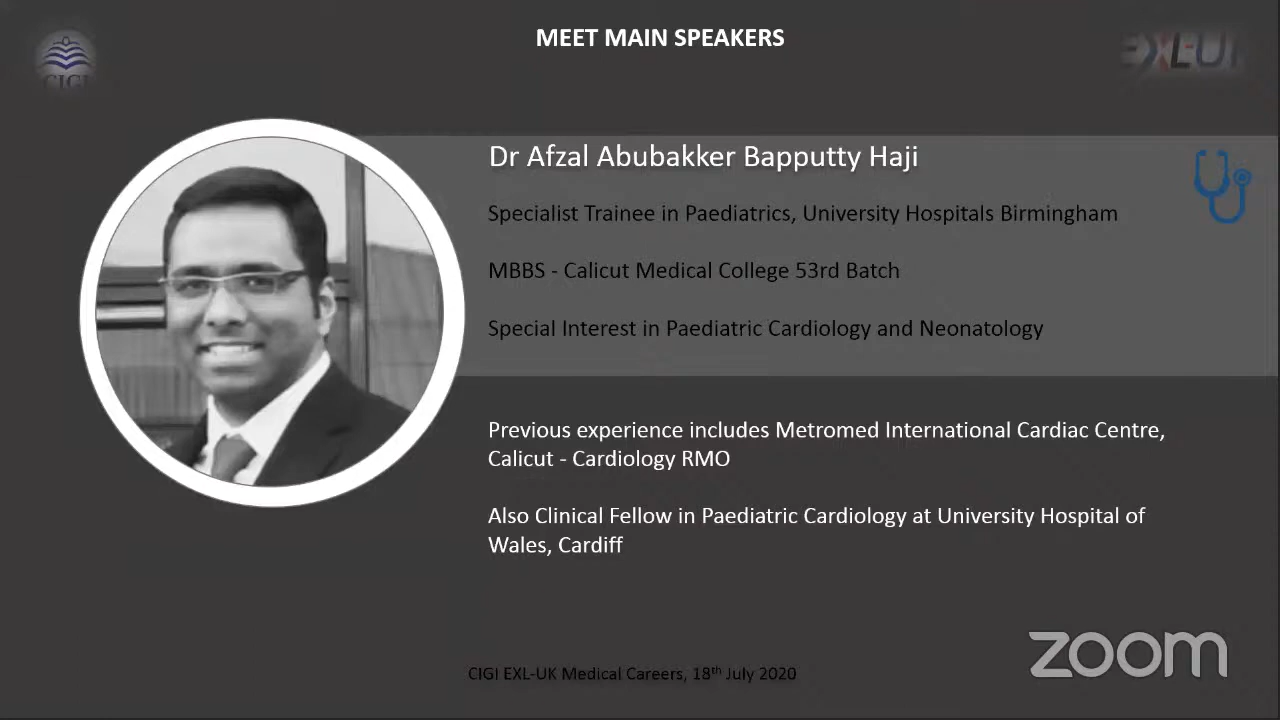 MEET MAIN SPEAKERS
CIGI
EXL-UK
Dr Afzal Abubakker Bapputty Haji
Specialist Trainee in Paediatrics, University Hospitals Birmingham
MBBS - Calicut Medical College 53rd Batch
Special Interest in Paediatric Cardiology and Neonatology
Previous experience includes Metromed International Cardiac Centre,
Calicut - Cardiology RMO
Also Clinical Fellow in Paediatric Cardiology at University Hospital of
Wales, Cardiff
CIGI EXL-UK Medical Careers, 18th July 2020
zoom